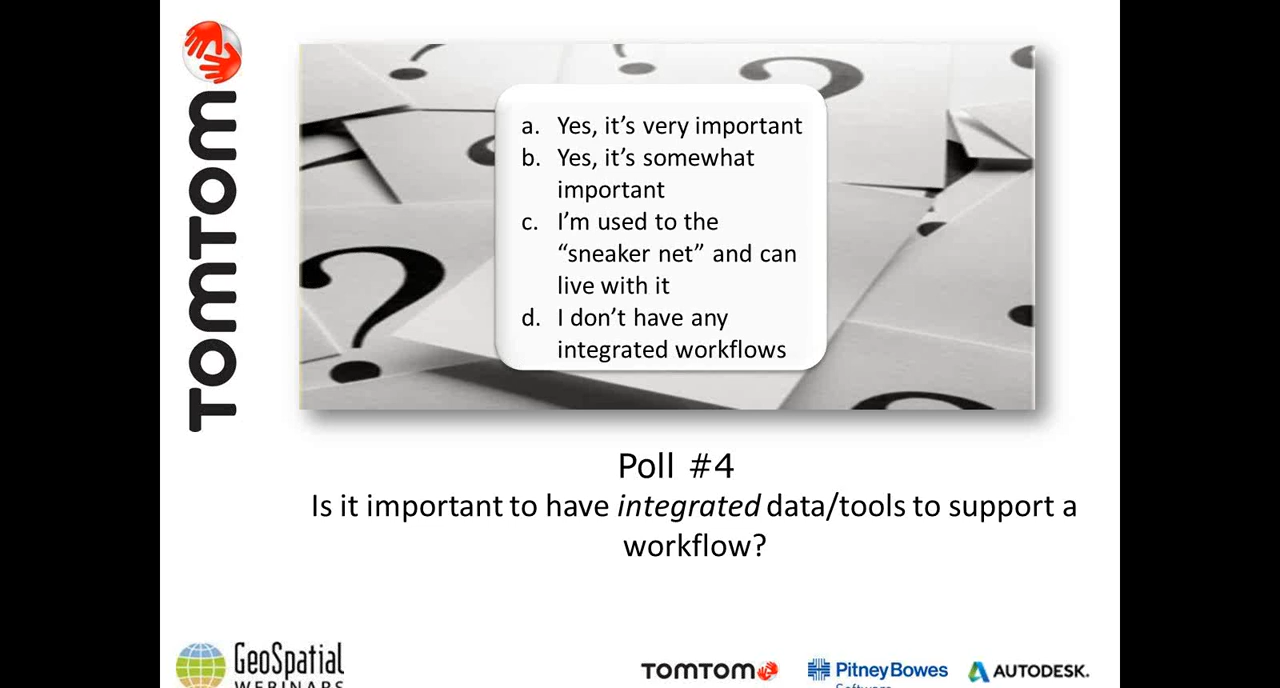 TOMTOM
a. Yes, it’s very important
b. Yes, it’s somewhat
important
c. I’m used to the
“sneaker net” and can
live with it
d. I don’t have any
integrated workflows
Poll #4
Is it important to have integrated data/tools to support a
workflow?
GeoSpatial
WEBINARS
TOMTOM
PitneyBowes
Software
AUTODESK.